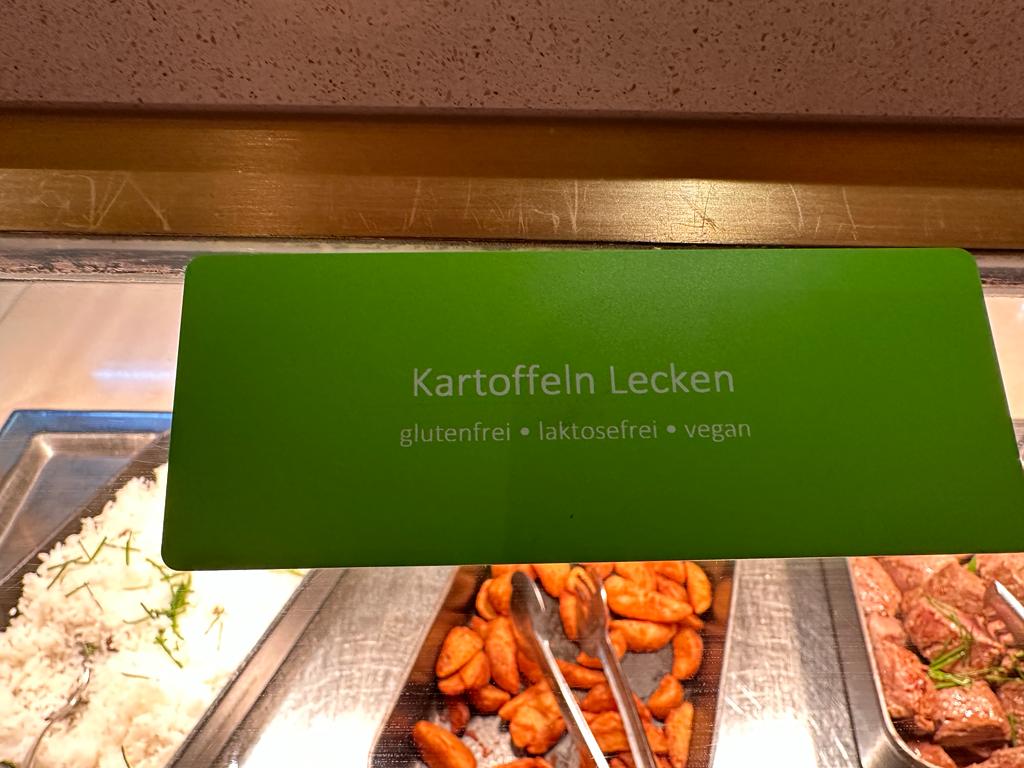 Kartoffeln Lecken
glutenfrei • laktosefrei • vegan